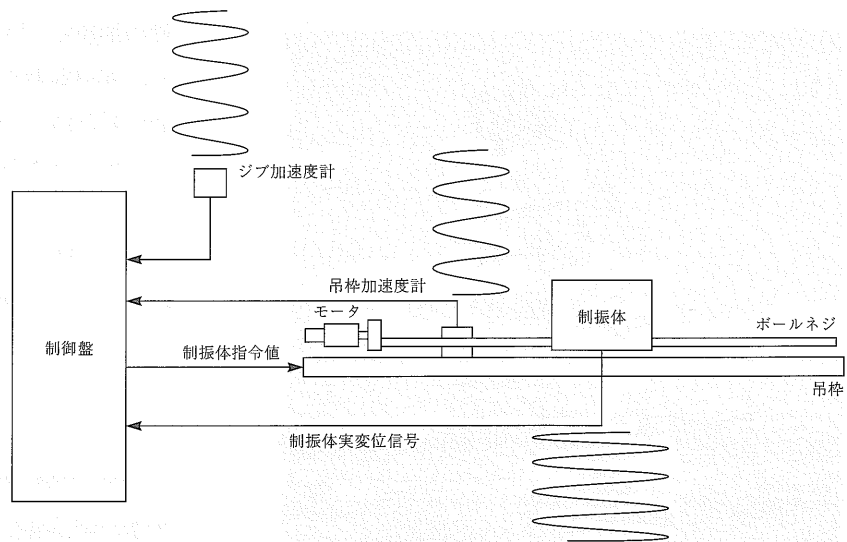 ジブ加速度計
吊枠加速度計
モータ
制振体
ボールネジ
制御盤
制振体指令値
吊枠
制振体実変位信号